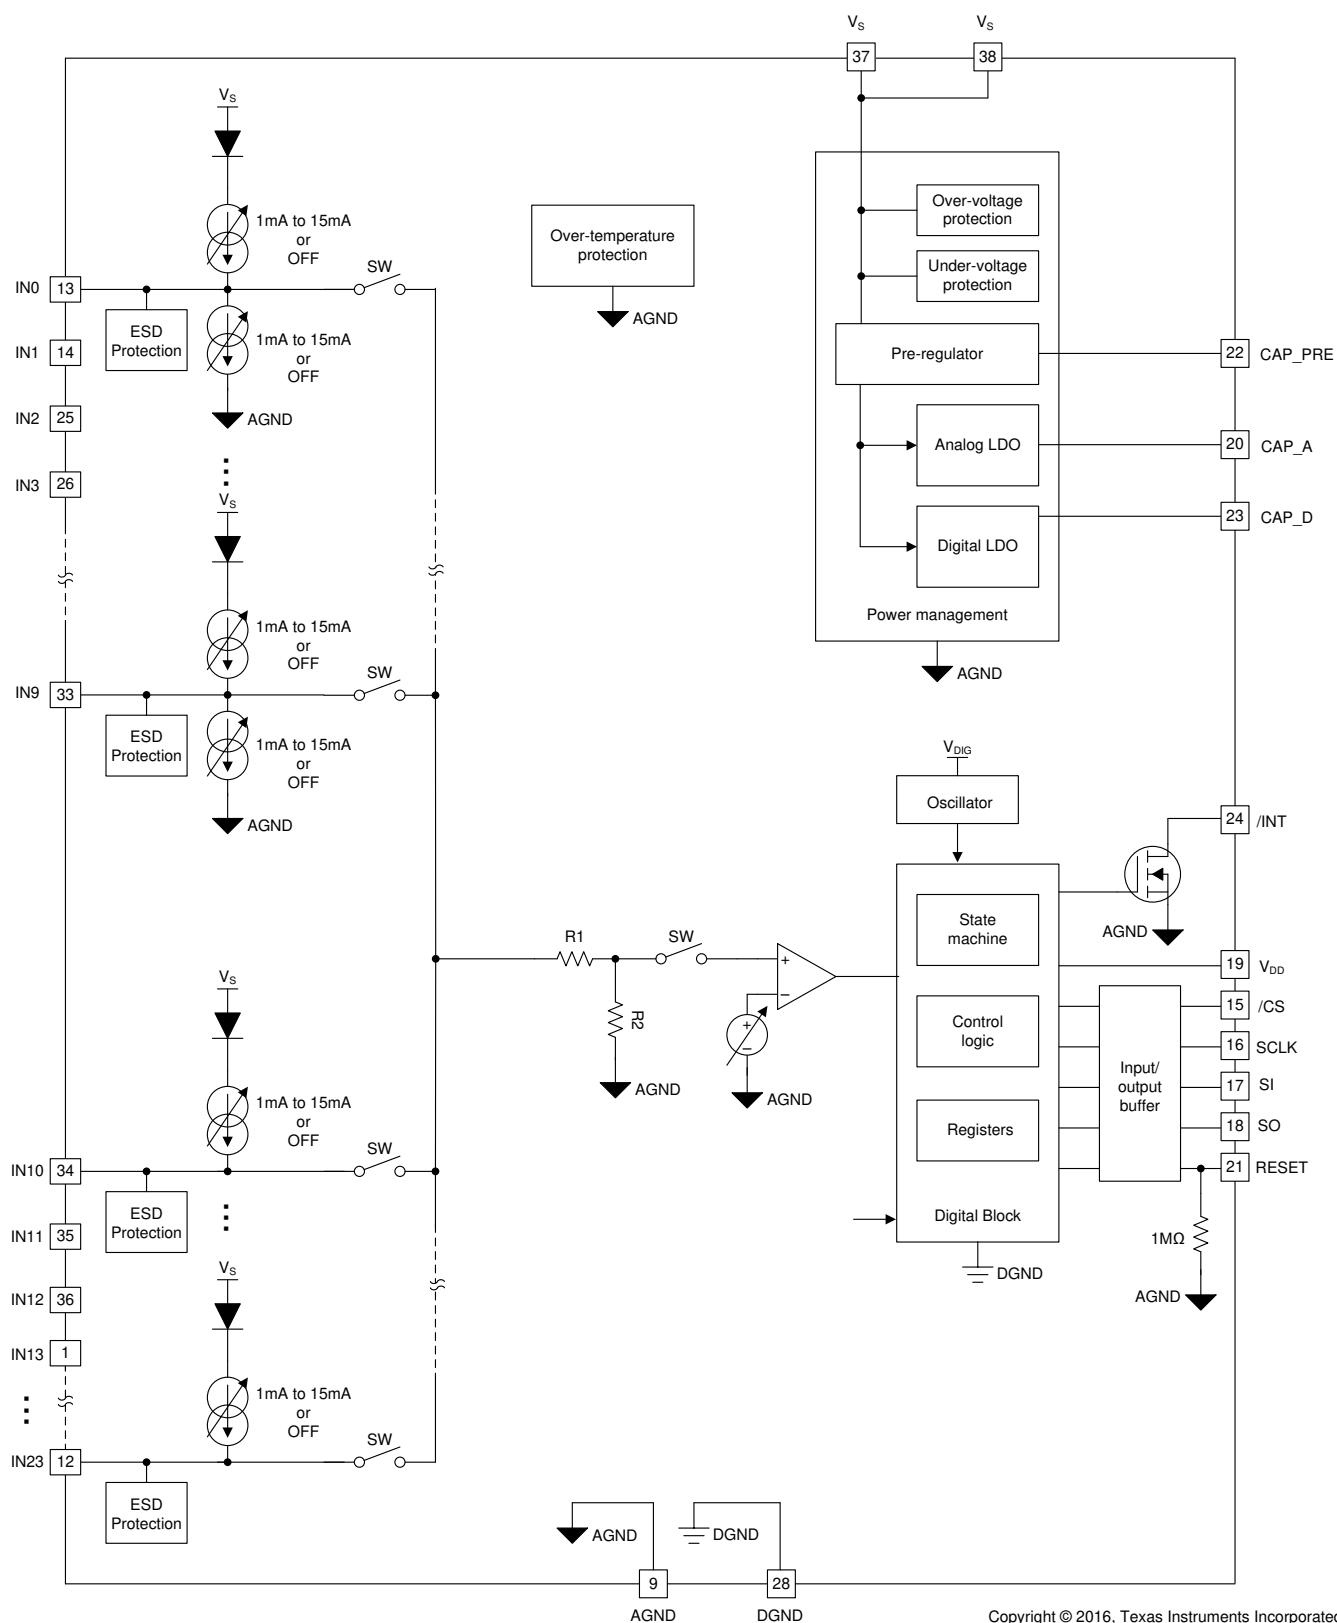 VS
VS
37
38
VS
1mA to 15mA
or
OFF
SW
IN0
13
ESD
Protection
1mA to 15mA
or
OFF
AGND
IN1
14
IN2
25
IN3
26
Over-temperature
protection
AGND
Over-voltage
protection
Under-voltage
protection
Pre-regulator
22
CAP_PRE
Analog LDO
20
CAP_A
Digital LDO
23
CAP_D
Power management
AGND
VS
1mA to 15mA
or
OFF
SW
IN9
33
ESD
Protection
1mA to 15mA
or
OFF
AGND
VDIG
Oscillator
24
/INT
AGND
State
machine
R1
SW
+
−
R2
+
−
AGND
AGND
19
VDD
15
/CS
Control
logic
16
SCLK
Input/
output
buffer
17
SI
Registers
18
SO
21
RESET
Digital Block
DGND
1MΩ
AGND
VS
1mA to 15mA
or
OFF
SW
IN10
34
ESD
Protection
IN11
35
IN12
36
IN13
1
VS
1mA to 15mA
or
OFF
SW
IN23
12
ESD
Protection
AGND
DGND
9
28
AGND
DGND
Copyright © 2016, Texas Instruments Incorporated